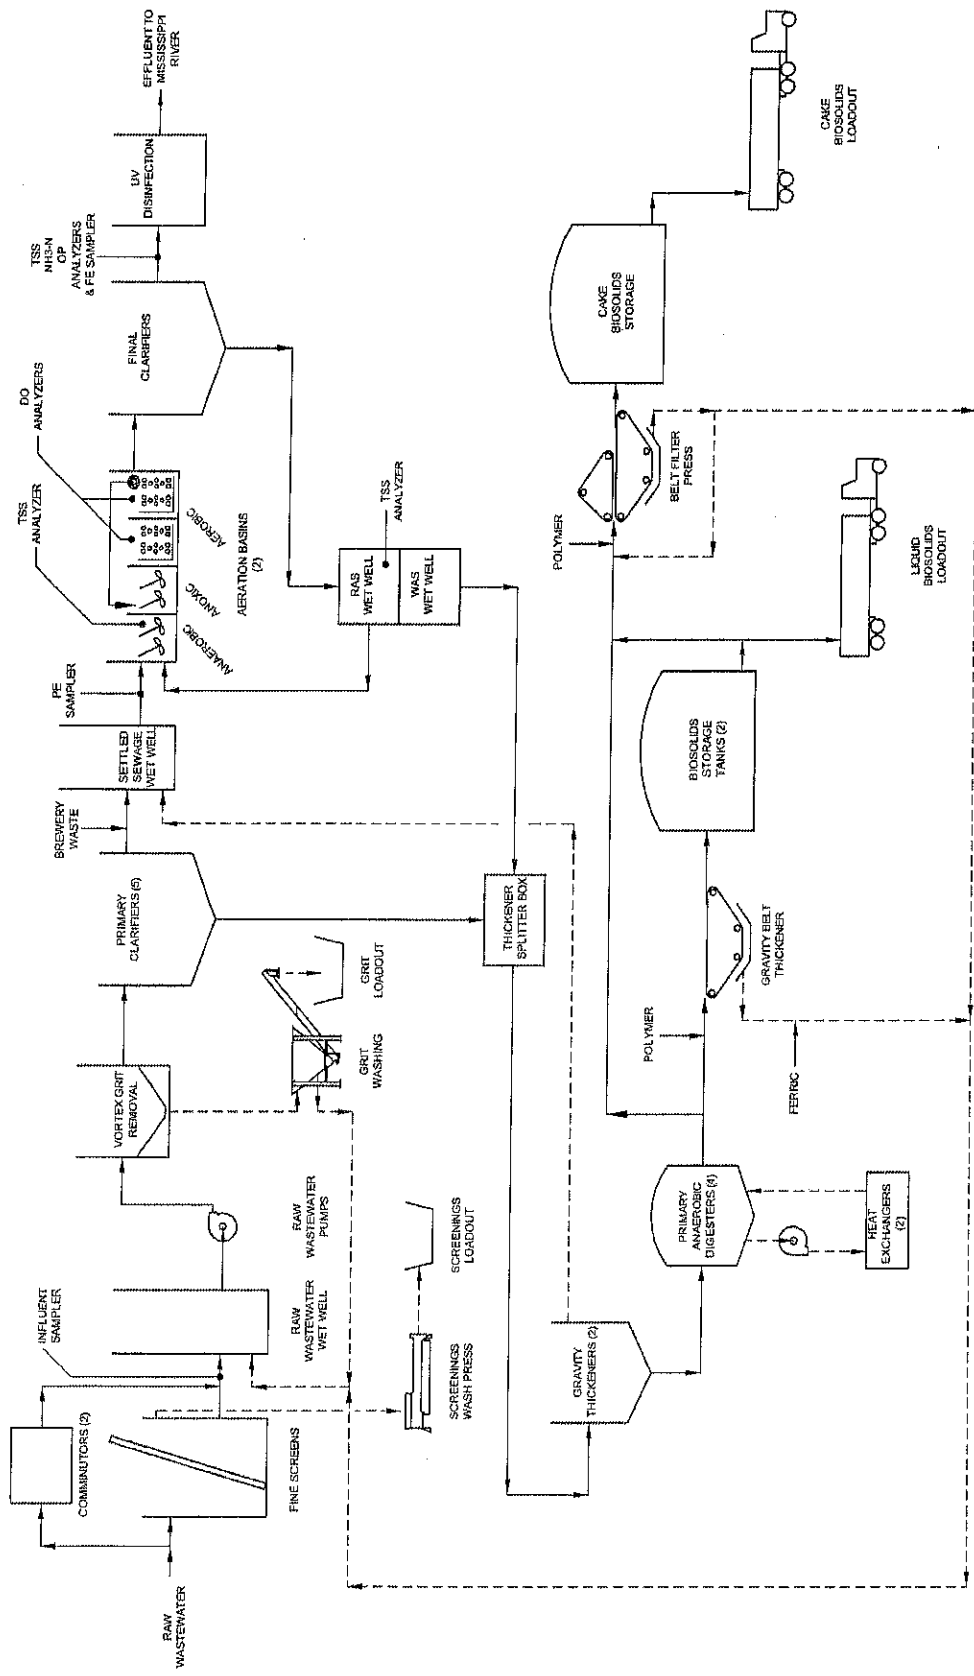 RAW
WASTEWATER
COMMINUTORS (2)
FINE SCREENS
INFLUENT
SAMPLER
RAW
WASTEWATER
WET WELL
RAW
WASTEWATER
PUMPS
SCREENINGS
WASH PRESS
SCREENINGS
LOADOUT
VORTEX GRIT
REMOVAL
GRIT
WASHING
GRIT
LOADOUT
PRIMARY
CLARIFIERS (5)
BREWERY
WASTE
SETTLED
SEWAGE
WET WELL
PE
SAMPLER
TSS
ANALYZER
DO
ANALYZERS
ANAEROBIC
ANOXIC
AEROBIC
AERATION BASINS
(2)
FINAL
CLARIFIERS
TSS
NH3-N
OP
ANALYZERS
& FE SAMPLER
UV
DISINFECTION
EFFLUENT TO
MISSISSIPPI
RIVER
RAS
WET WELL
WAS
WET WELL
TSS
ANALYZER
THICKENER
SPLITTER BOX
GRAVITY
THICKENERS (2)
PRIMARY
ANAEROBIC
DIGESTERS (4)
HEAT
EXCHANGERS
(2)
POLYMER
FERRIC
GRAVITY BELT
THICKENER
BIOSOLIDS
STORAGE
TANKS (2)
LIQUID
BIOSOLIDS
LOADOUT
POLYMER
BELT FILTER
PRESS
CAKE
BIOSOLIDS
STORAGE
CAKE
BIOSOLIDS
LOADOUT